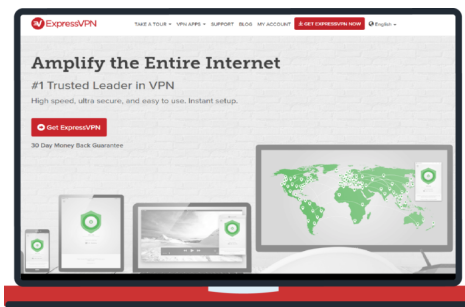 ExpressVPN
TAKE A TOUR VPN APPS SUPPORT BLOG MY ACCOUNT GET EXPRESSVPN NOW English
Amplify the Entire Internet
#1 Trusted Leader in VPN
High speed, ultra secure, and easy to use. Instant setup.
Get ExpressVPN
30 Day Money Back Guarantee